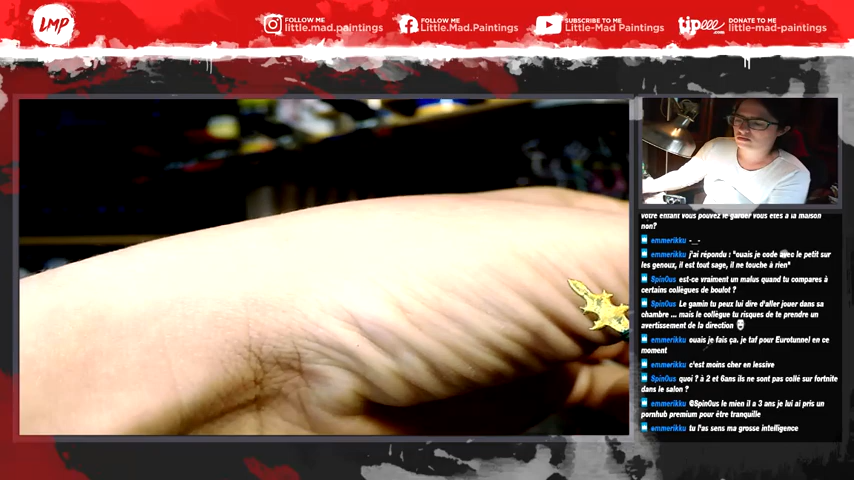 LMP
FOLLOW ME
little.mad.paintings
FOLLOW ME
Little.Mad.Paintings
SUBSCRIBE TO ME
Little-Mad Paintings
tipeee
.com
DONATE TO ME
little-mad-paintings
votre enfant vous pouvez le garder vous êtes à la maison
non?
emmerikku -_-
emmerikku j'ai répondu : "ouais je code avec le petit sur
les genoux, il est tout sage, il ne touche à rien"
Spin0us est-ce vraiment un malus quand tu compares à
certains collègues de boulot ?
Spin0us Le gamin tu peux lui dire d'aller jouer dans sa
chambre ... mais le collègue tu risques de te prendre un
avertissement de la direction
emmerikku ouais je fais ça. je taf pour Eurotunnel en ce
moment
emmerikku c'est moins cher en lessive
Spin0us quoi ? à 2 et 6ans ils ne sont pas collé sur fortnite
dans le salon ?
emmerikku @Spin0us le mien il a 3 ans je lui ai pris un
pornhub premium pour être tranquille
emmerikku tu l'as sens ma grosse intelligence